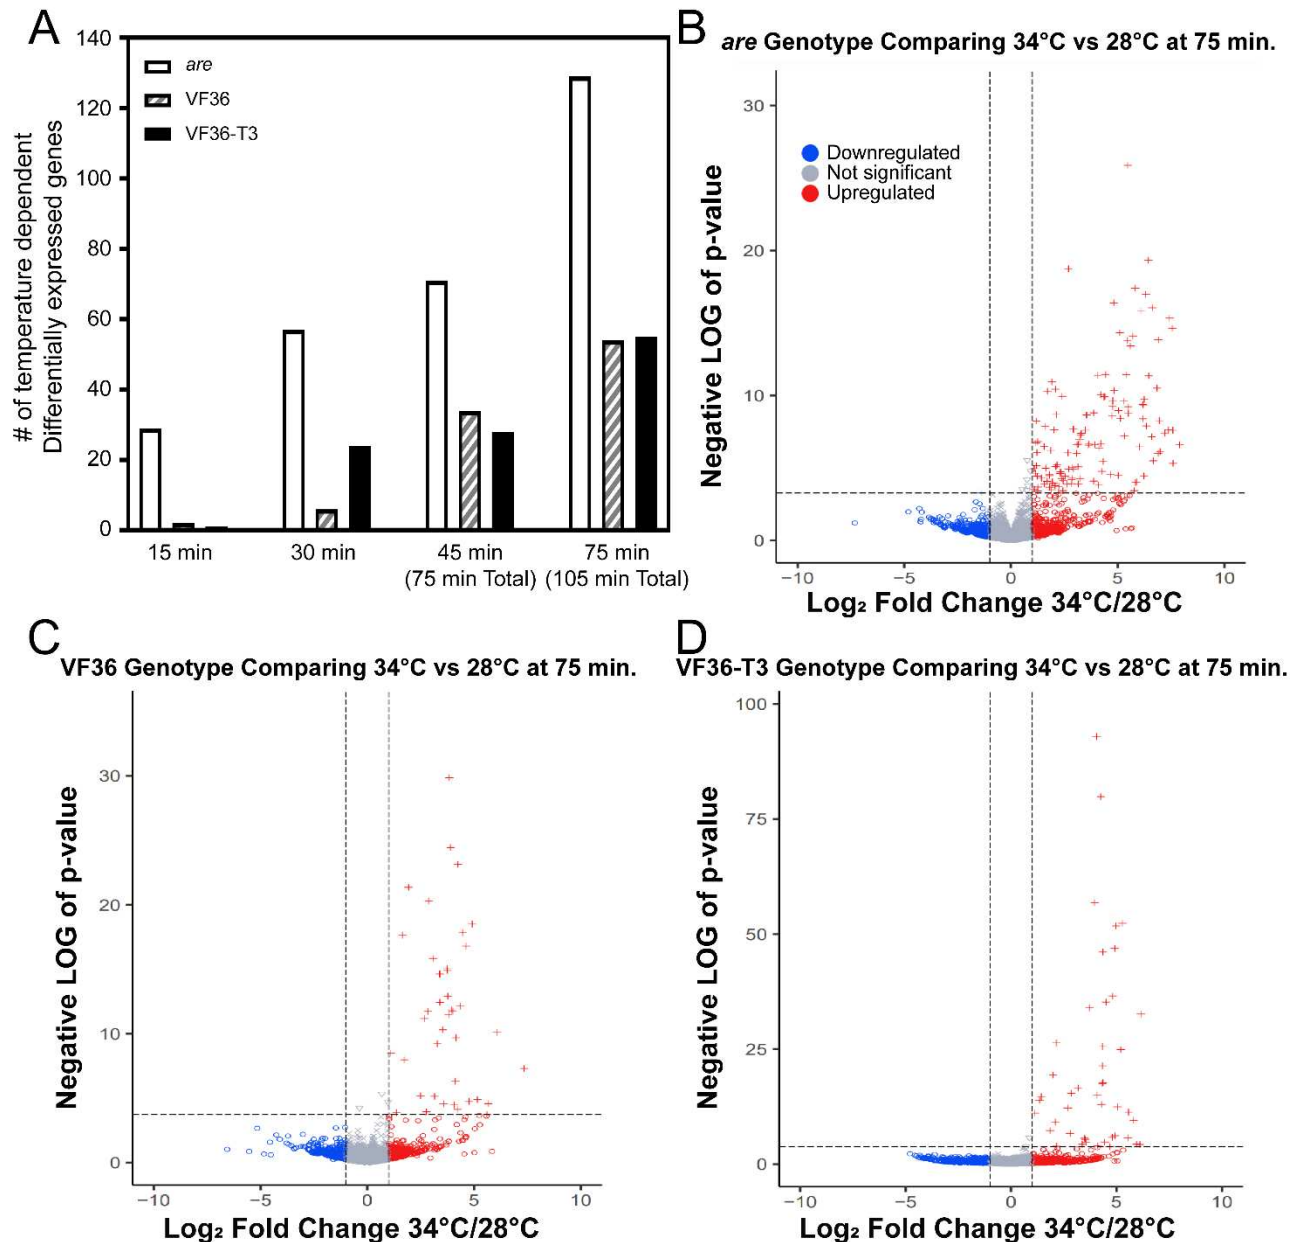 A
# of temperature dependent
Differentially expressed genes
140
120
100
80
60
40
20
0
are
VF36
VF36-T3
15 min
30 min
45 min
75 min
(75 min Total)
(105 min Total)
B
are Genotype Comparing 34°C vs 28°C at 75 min.
Negative LOG of p-value
30
20
10
0
Downregulated
Not significant
Upregulated
−10
−5
0
5
10
Log₂ Fold Change 34°C/28°C
C
VF36 Genotype Comparing 34°C vs 28°C at 75 min.
Negative LOG of p-value
30
20
10
0
−10
−5
0
5
10
Log₂ Fold Change 34°C/28°C
D
VF36-T3 Genotype Comparing 34°C vs 28°C at 75 min.
Negative LOG of p-value
100
75
50
25
0
−10
−5
0
5
10
Log₂ Fold Change 34°C/28°C